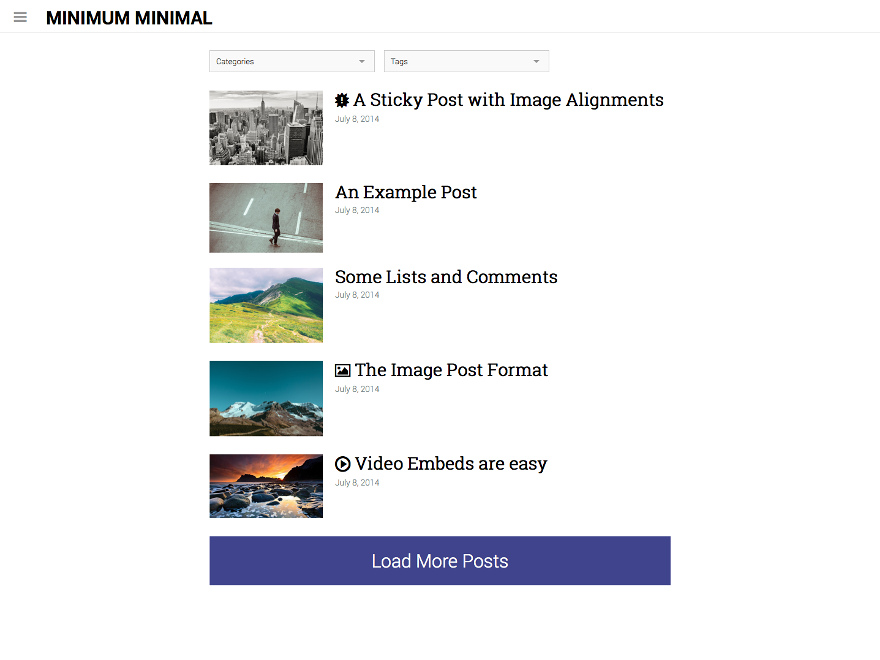 MINIMUM MINIMAL
Categories
Tags
A Sticky Post with Image Alignments
July 8, 2014
An Example Post
July 8, 2014
Some Lists and Comments
July 8, 2014
The Image Post Format
July 8, 2014
Video Embeds are easy
July 8, 2014
Load More Posts